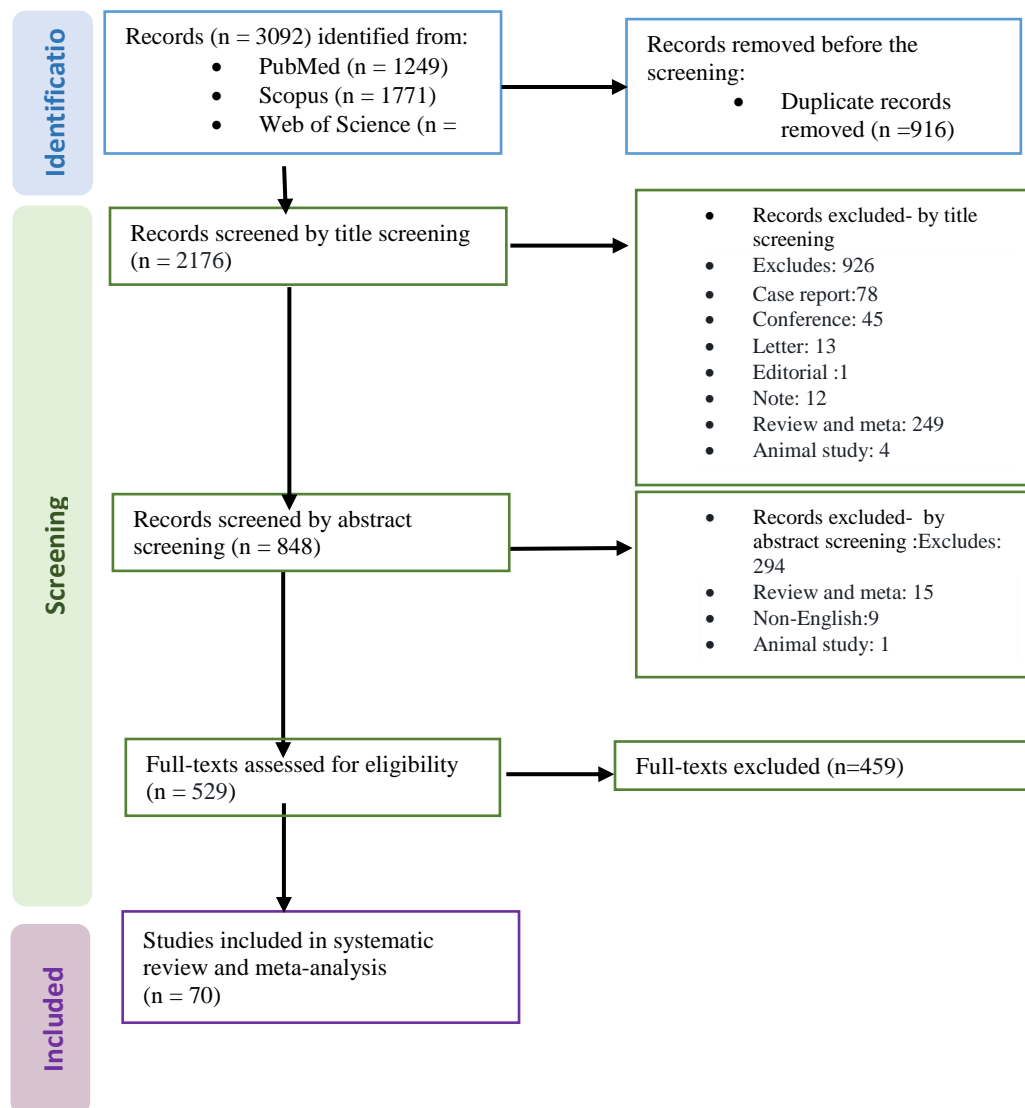 Identificatio
Records (n = 3092) identified from:
• PubMed (n = 1249)
• Scopus (n = 1771)
• Web of Science (n =
Records removed before the
screening:
• Duplicate records
removed (n =916)
Screening
Records screened by title screening
(n = 2176)
• Records excluded- by title
screening
• Excludes: 926
• Case report:78
• Conference: 45
• Letter: 13
• Editorial :1
• Note: 12
• Review and meta: 249
• Animal study: 4
Records screened by abstract
screening (n = 848)
• Records excluded- by
abstract screening :Excludes:
294
• Review and meta: 15
• Non-English:9
• Animal study: 1
Full-texts assessed for eligibility
(n = 529)
Full-texts excluded (n=459)
Included
Studies included in systematic
review and meta-analysis
(n = 70)